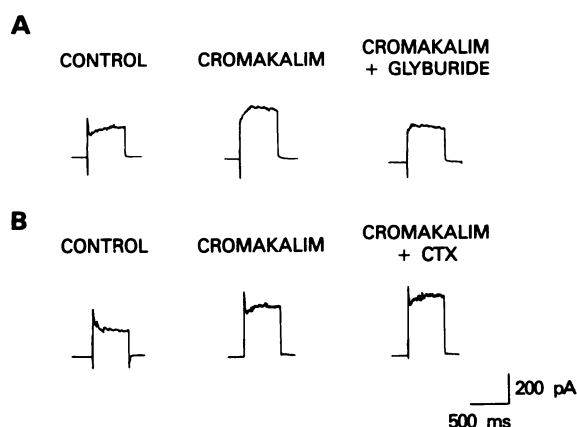 A
CONTROL
CROMAKALIM
CROMAKALIM
+ GLYBURIDE
B
CONTROL
CROMAKALIM
CROMAKALIM
+ CTX
200 pA
500 ms